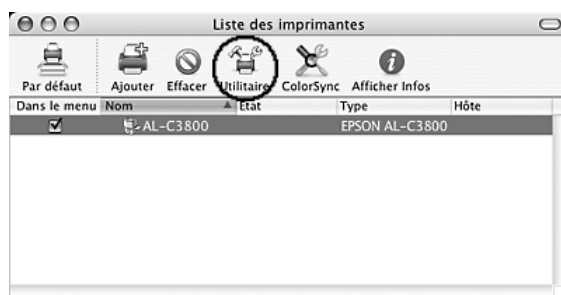 Liste des imprimantes
Par défaut Ajouter Effacer Utilitaire ColorSync Afficher Infos
Dans le menu Nom Etat Type Hôte
AL-C3800 EPSON AL-C3800